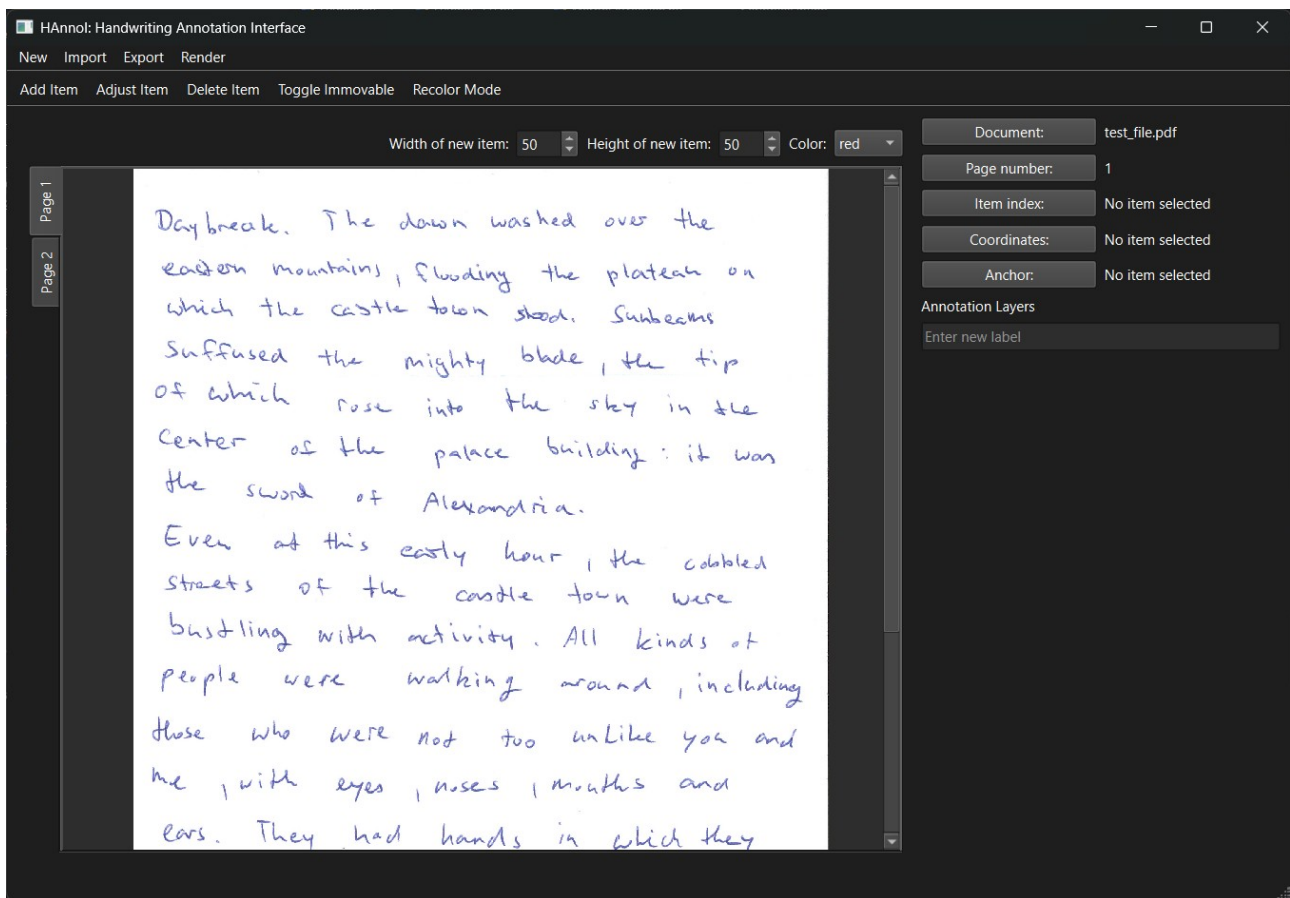 HAnnoI: Handwriting Annotation Interface
New Import Export Render
Add Item Adjust Item Delete Item Toggle Immovable Recolor Mode
Width of new item: 50 Height of new item: 50 Color: red
Page 1
Page 2
Daybreak. The dawn washed over the
eastern mountains, flooding the plateau on
which the castle town stood. Sunbeams
suffused the mighty blade, the tip
of which rose into the sky in the
center of the palace building: it was
the sword of Alexandria.
Even at this early hour, the cobbled
streets of the castle town were
bustling with activity. All kinds of
people were walking around, including
those who were not too unlike you and
me, with eyes, noses, mouths and
ears. They had hands in which they
Document: test_file.pdf
Page number: 1
Item index: No item selected
Coordinates: No item selected
Anchor: No item selected
Annotation Layers
Enter new label